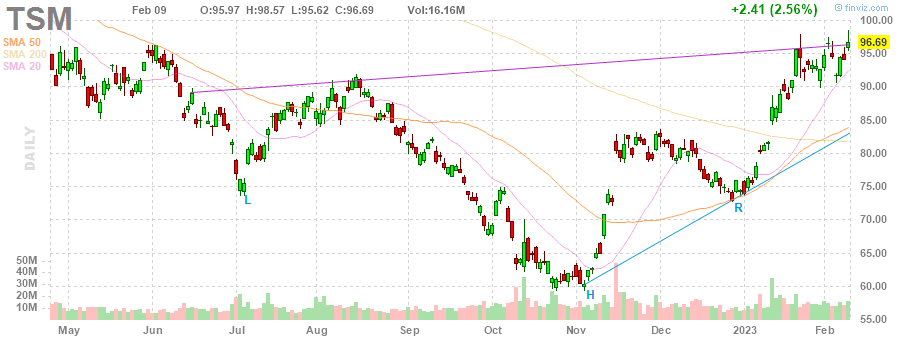 TSM Feb 09 O:95.97 H:98.57 L:95.62 C:96.69 Vol:16.16M +2.41 (2.56%) © finviz.com
SMA 50
SMA 200
SMA 20
DAILY
100.00
96.69
95.00
90.00
85.00
80.00
75.00
70.00
65.00
60.00
55.00
50M
40M
30M
20M
10M
L
R
H
May Jun Jul Aug Sep Oct Nov Dec 2023 Feb